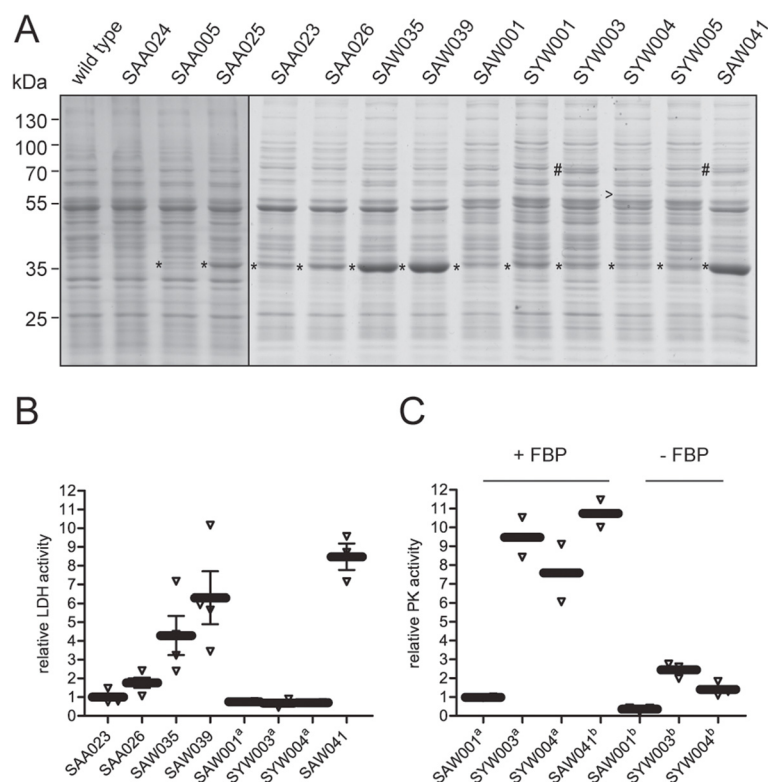 A
wild type SAA024 SAA005 SAA025 SAA023 SAA026 SAW035 SAW039 SAW001 SYW001 SYW003 SYW004 SYW005 SAW041
kDa
130
100
70 # #
55 >
35 * * * * * * * * * * * *
25
B
relative LDH activity
12
11
10
9
8
7
6
5
4
3
2
1
0
SAA023 SAA026 SAW035 SAW039 SAW001a SYW003a SYW004a SAW041
C
+ FBP - FBP
relative PK activity
12
11
10
9
8
7
6
5
4
3
2
1
0
SAW001a SYW003a SYW004a SAW041b SAW001b SYW003b SYW004b